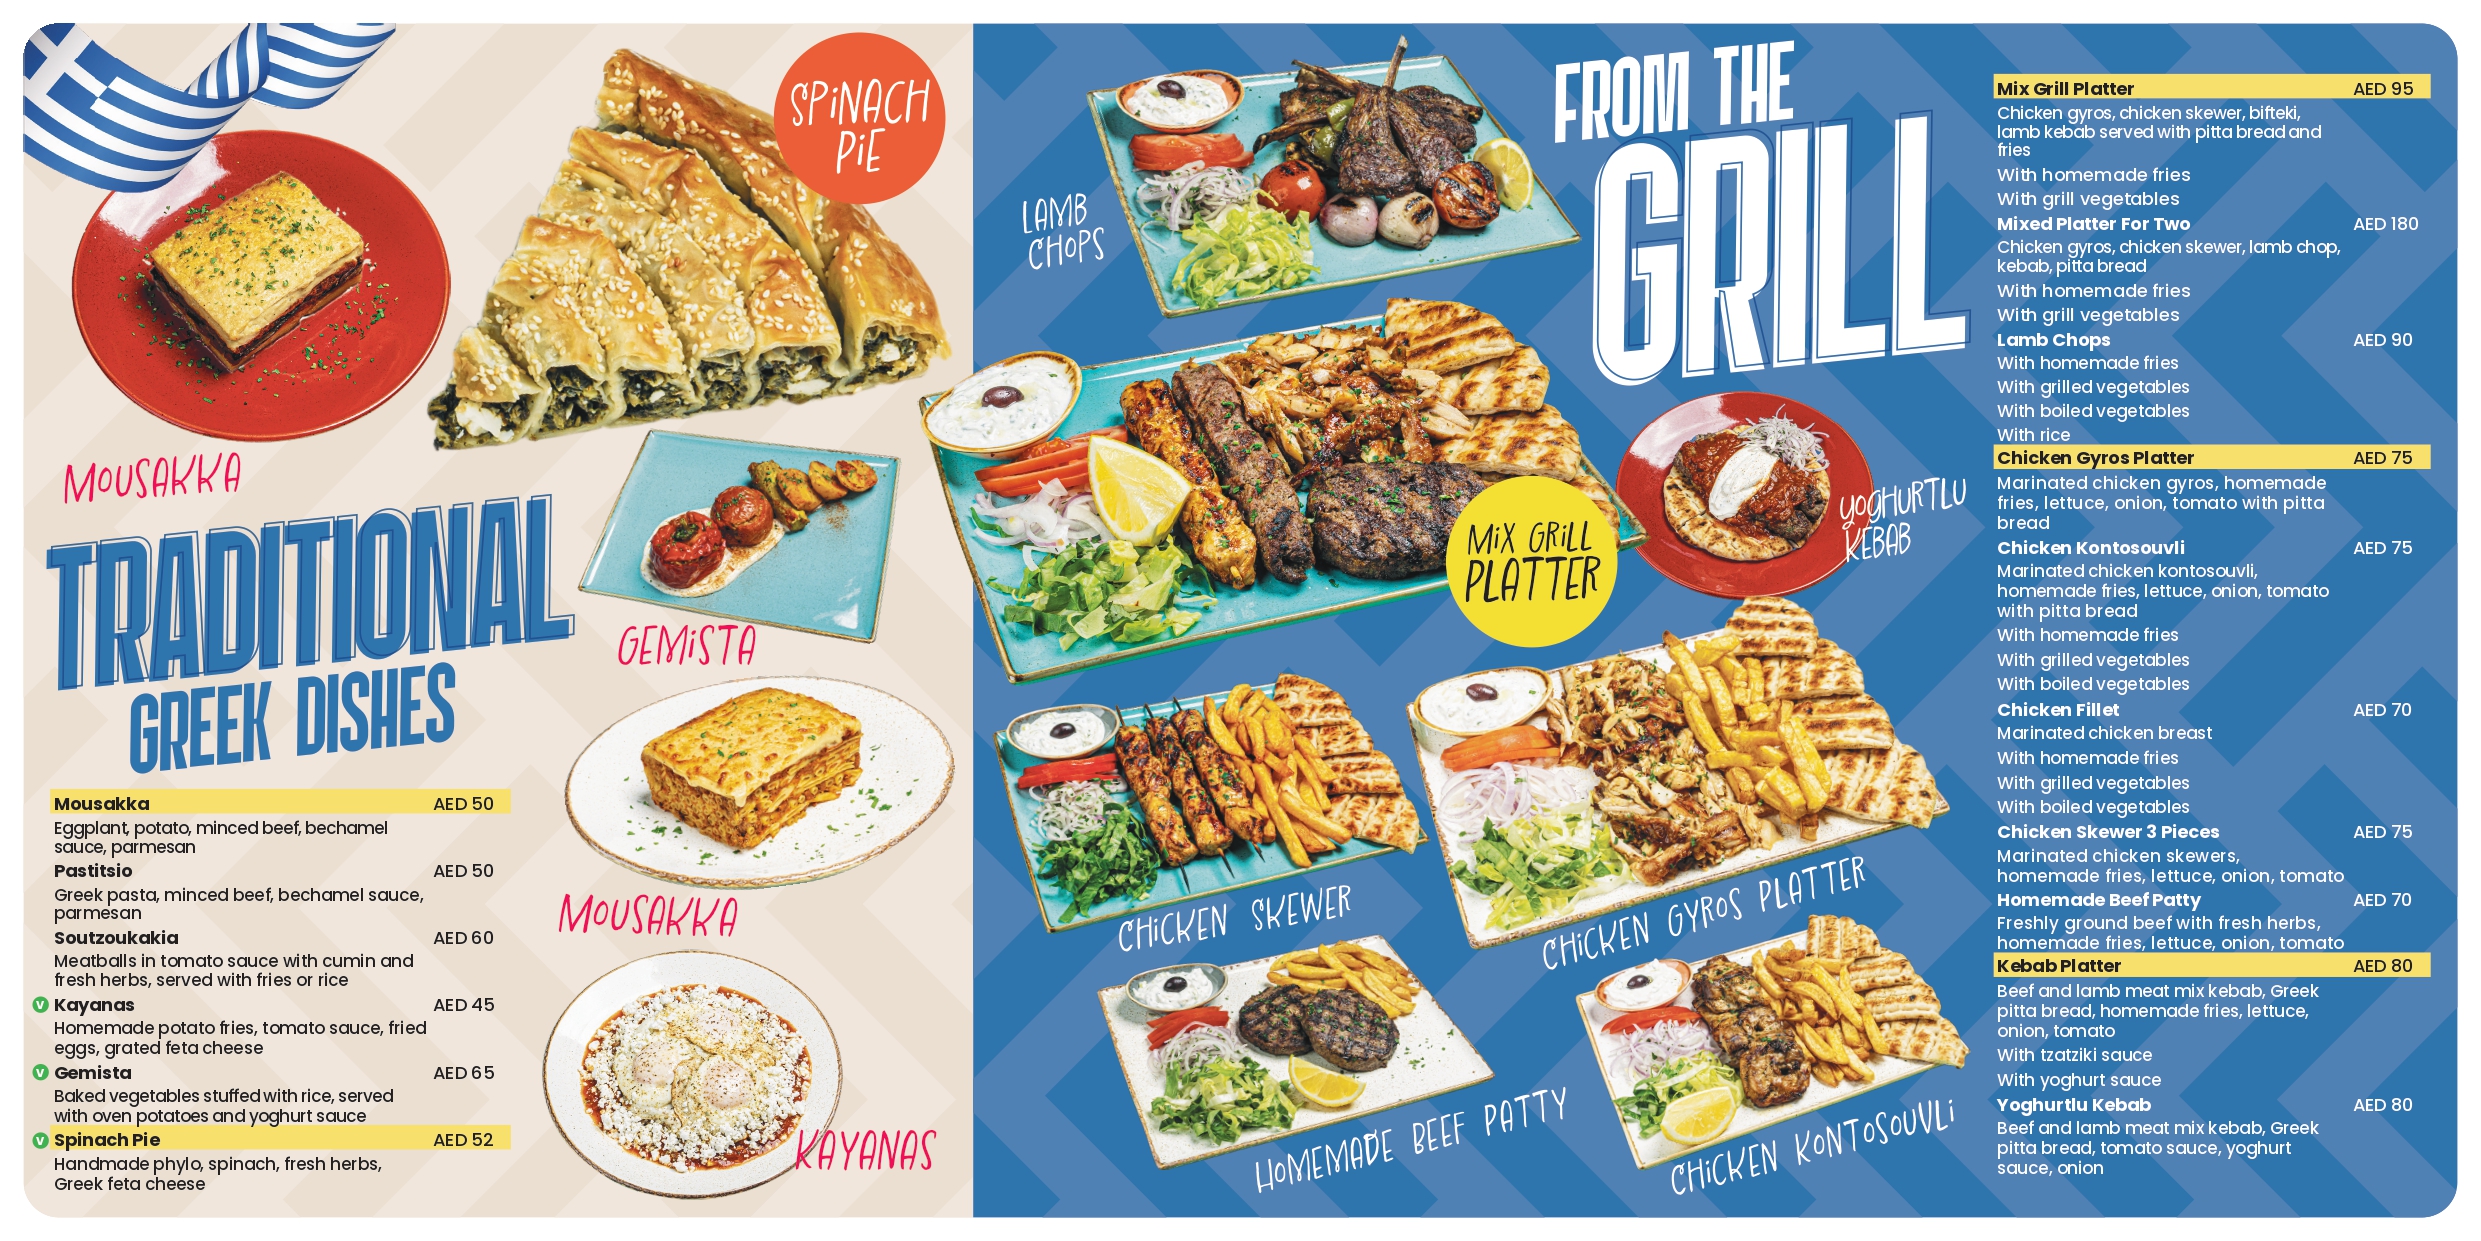 SPiNACH
PiE
MOUSAKKA
TRADITIONAL
GREEK DISHES
GEMiSTA
MOUSAKKA
KAYANAS
Mousakka AED 50
Eggplant, potato, minced beef, bechamel
sauce, parmesan
Pastitsio AED 50
Greek pasta, minced beef, bechamel sauce,
parmesan
Soutzoukakia AED 60
Meatballs in tomato sauce with cumin and
fresh herbs, served with fries or rice
V Kayanas AED 45
Homemade potato fries, tomato sauce, fried
eggs, grated feta cheese
V Gemista AED 65
Baked vegetables stuffed with rice, served
with oven potatoes and yoghurt sauce
V Spinach Pie AED 52
Handmade phylo, spinach, fresh herbs,
Greek feta cheese
FROM THE
GRILL
LAMB
CHOPS
MiX GRiLL
PLATTER
YOGHURTLU
KEBAB
CHiCKEN SKEWER
CHiCKEN GYROS PLATTER
HOMEMADE BEEF PATTY
CHiCKEN KONTOSOUVLi
Mix Grill Platter AED 95
Chicken gyros, chicken skewer, bifteki,
lamb kebab served with pitta bread and
fries
With homemade fries
With grill vegetables
Mixed Platter For Two AED 180
Chicken gyros, chicken skewer, lamb chop,
kebab, pitta bread
With homemade fries
With grill vegetables
Lamb Chops AED 90
With homemade fries
With grilled vegetables
With boiled vegetables
With rice
Chicken Gyros Platter AED 75
Marinated chicken gyros, homemade
fries, lettuce, onion, tomato with pitta
bread
Chicken Kontosouvli AED 75
Marinated chicken kontosouvli,
homemade fries, lettuce, onion, tomato
with pitta bread
With homemade fries
With grilled vegetables
With boiled vegetables
Chicken Fillet AED 70
Marinated chicken breast
With homemade fries
With grilled vegetables
With boiled vegetables
Chicken Skewer 3 Pieces AED 75
Marinated chicken skewers,
homemade fries, lettuce, onion, tomato
Homemade Beef Patty AED 70
Freshly ground beef with fresh herbs,
homemade fries, lettuce, onion, tomato
Kebab Platter AED 80
Beef and lamb meat mix kebab, Greek
pitta bread, homemade fries, lettuce,
onion, tomato
With tzatziki sauce
With yoghurt sauce
Yoghurtlu Kebab AED 80
Beef and lamb meat mix kebab, Greek
pitta bread, tomato sauce, yoghurt
sauce, onion